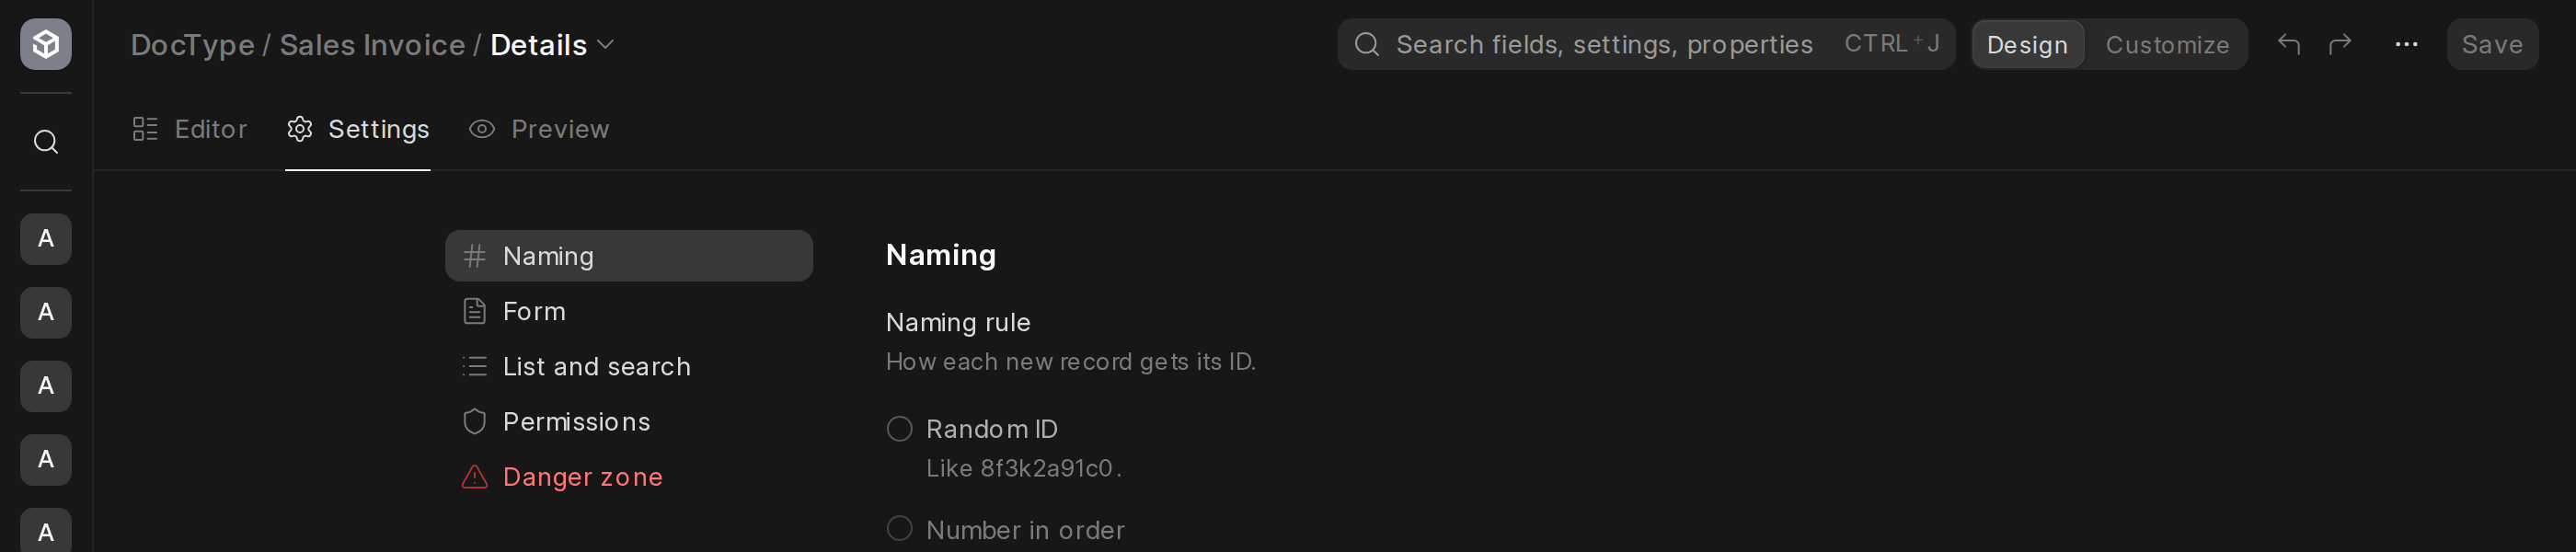 DocType / Sales Invoice / Details
Search fields, settings, properties CTRL+J
Design Customize
Save
Editor Settings Preview
A
A
A
A
A
Naming
Form
List and search
Permissions
Danger zone
Naming
Naming rule
How each new record gets its ID.
Random ID
Like 8f3k2a91c0.
Number in order